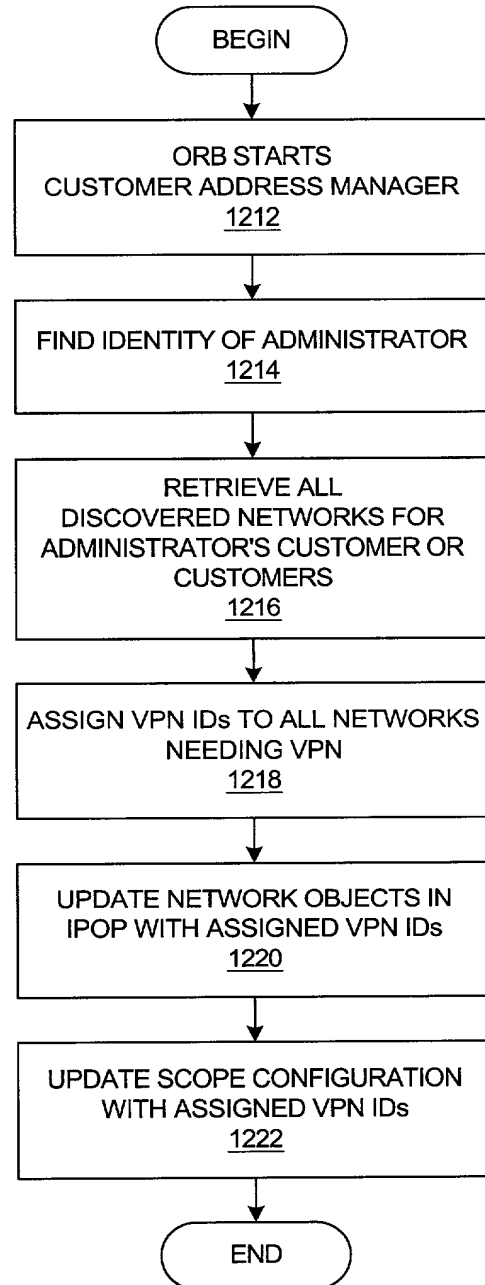 BEGIN
ORB STARTS
CUSTOMER ADDRESS MANAGER
1212
FIND IDENTITY OF ADMINISTRATOR
1214
RETRIEVE ALL
DISCOVERED NETWORKS FOR
ADMINISTRATOR'S CUSTOMER OR
CUSTOMERS
1216
ASSIGN VPN IDs TO ALL NETWORKS
NEEDING VPN
1218
UPDATE NETWORK OBJECTS IN
IPOP WITH ASSIGNED VPN IDs
1220
UPDATE SCOPE CONFIGURATION
WITH ASSIGNED VPN IDs
1222
END